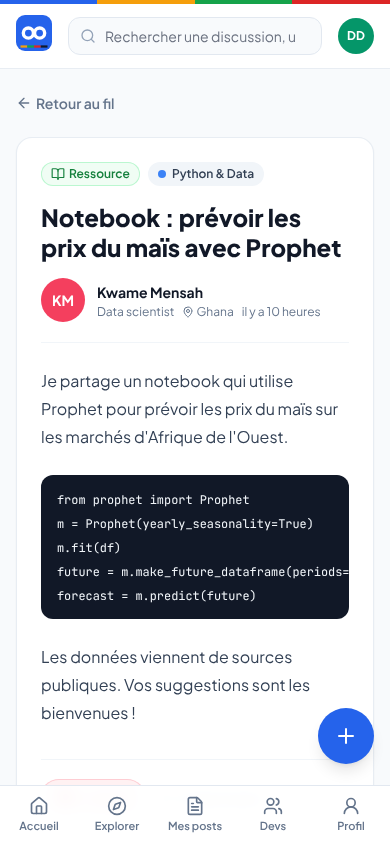 Rechercher une discussion, u
DD
Retour au fil
Ressource
Python & Data
Notebook : prévoir les
prix du maïs avec Prophet
KM
Kwame Mensah
Data scientist Ghana il y a 10 heures
Je partage un notebook qui utilise
Prophet pour prévoir les prix du maïs sur
les marchés d'Afrique de l'Ouest.
from prophet import Prophet
m = Prophet(yearly_seasonality=True)
m.fit(df)
future = m.make_future_dataframe(periods=
forecast = m.predict(future)
Les données viennent de sources
publiques. Vos suggestions sont les
bienvenues !
Accueil
Explorer
Mes posts
Devs
Profil